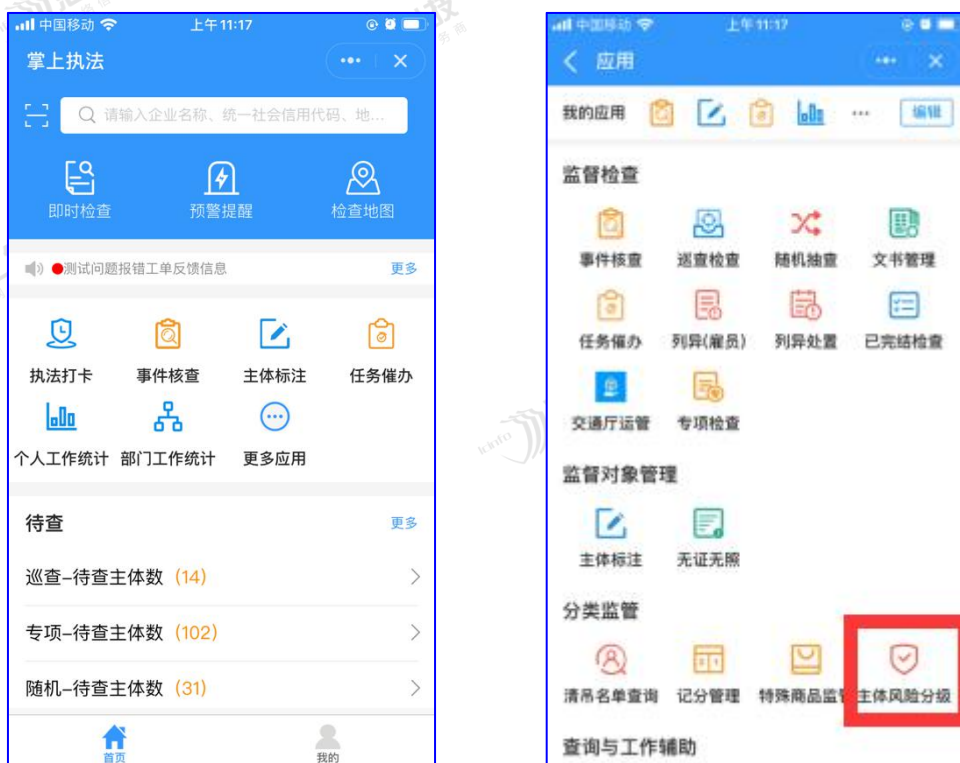 中国移动 上午11:17
掌上执法
请输入企业名称、统一社会信用代码、地...
即时检查 预警提醒 检查地图
测试问题报错工单反馈信息 更多
执法打卡 事件核查 主体标注 任务催办
个人工作统计 部门工作统计 更多应用
待查 更多
巡查-待查主体数 (14)
专项-待查主体数 (102)
随机-待查主体数 (31)
首页 我的
中国移动 上午11:17
应用
我的应用 编辑
监督检查
事件核查 巡查检查 随机抽查 文书管理
任务催办 列异(雇员) 列异处置 已完结检查
交通厅运管 专项检查
监督对象管理
主体标注 无证无照
分类监管
清吊名单查询 记分管理 特殊商品监管 主体风险分级
查询与工作辅助